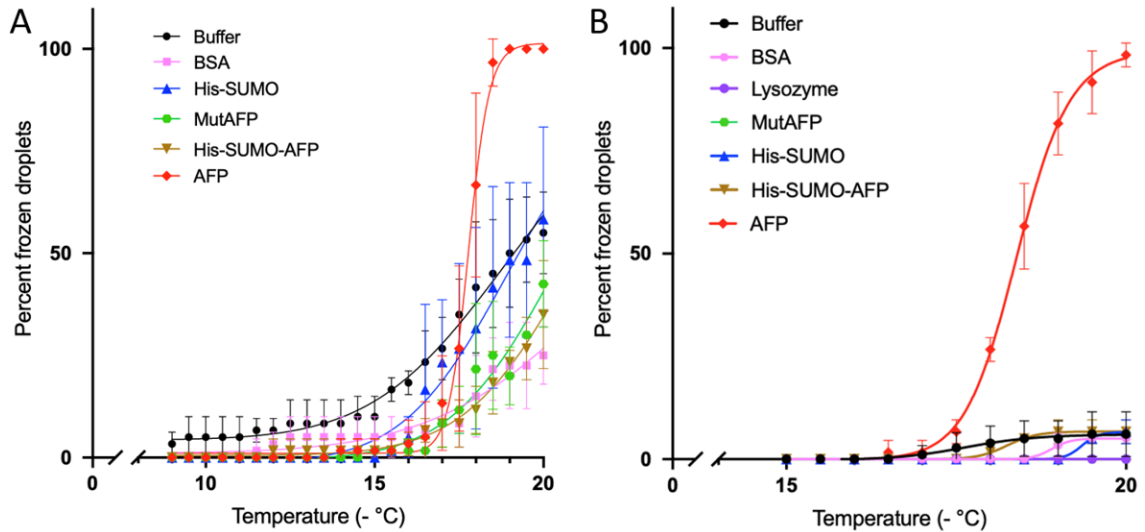 A
Buffer
BSA
His-SUMO
MutAFP
His-SUMO-AFP
AFP
Percent frozen droplets
100
50
0
0
10
15
20
Temperature (- °C)
B
Buffer
BSA
Lysozyme
MutAFP
His-SUMO
His-SUMO-AFP
AFP
Percent frozen droplets
100
50
0
0
15
20
Temperature (- °C)